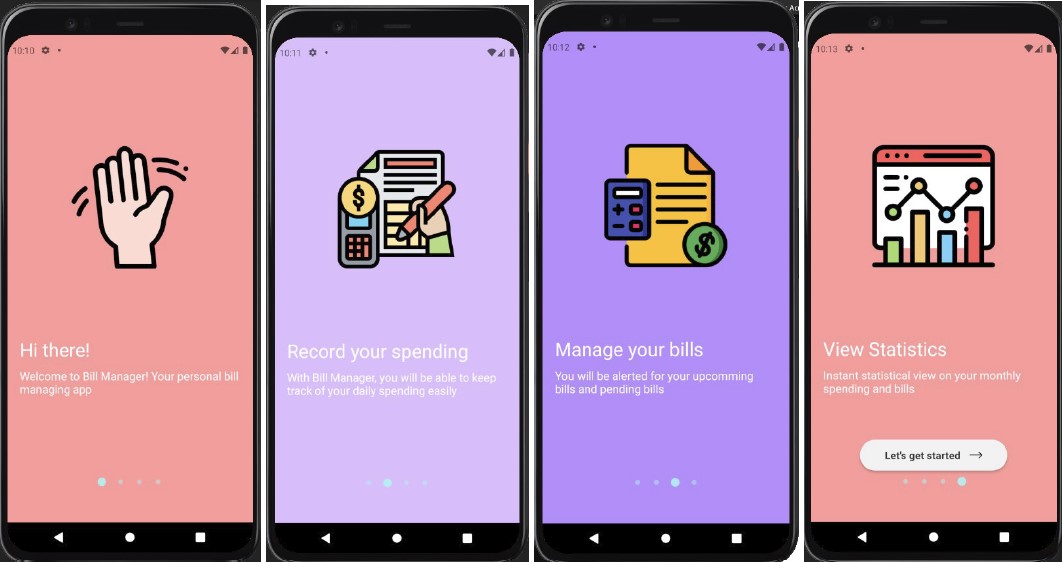 10:10
Hi there!
Welcome to Bill Manager! Your personal bill
managing app
10:11
$
Record your spending
With Bill Manager, you will be able to keep
track of your daily spending easily
10:12
$
Manage your bills
You will be alerted for your upcomming
bills and pending bills
10:13
View Statistics
Instant statistical view on your monthly
spending and bills
Let's get started →